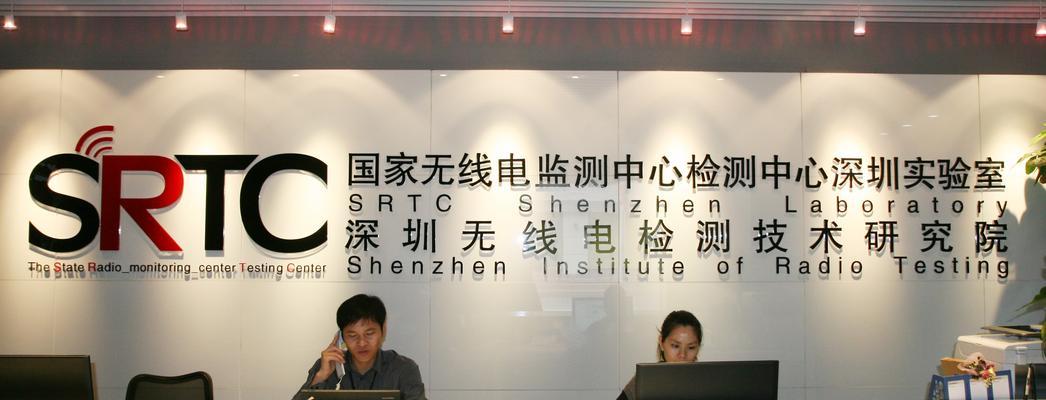 SRTC
The State Radio_monitoring_center Testing Center
国家无线电监测中心检测中心深圳实验室
SRTC Shenzhen Laboratory
深圳无线电检测技术研究院
Shenzhen Institute of Radio Testing